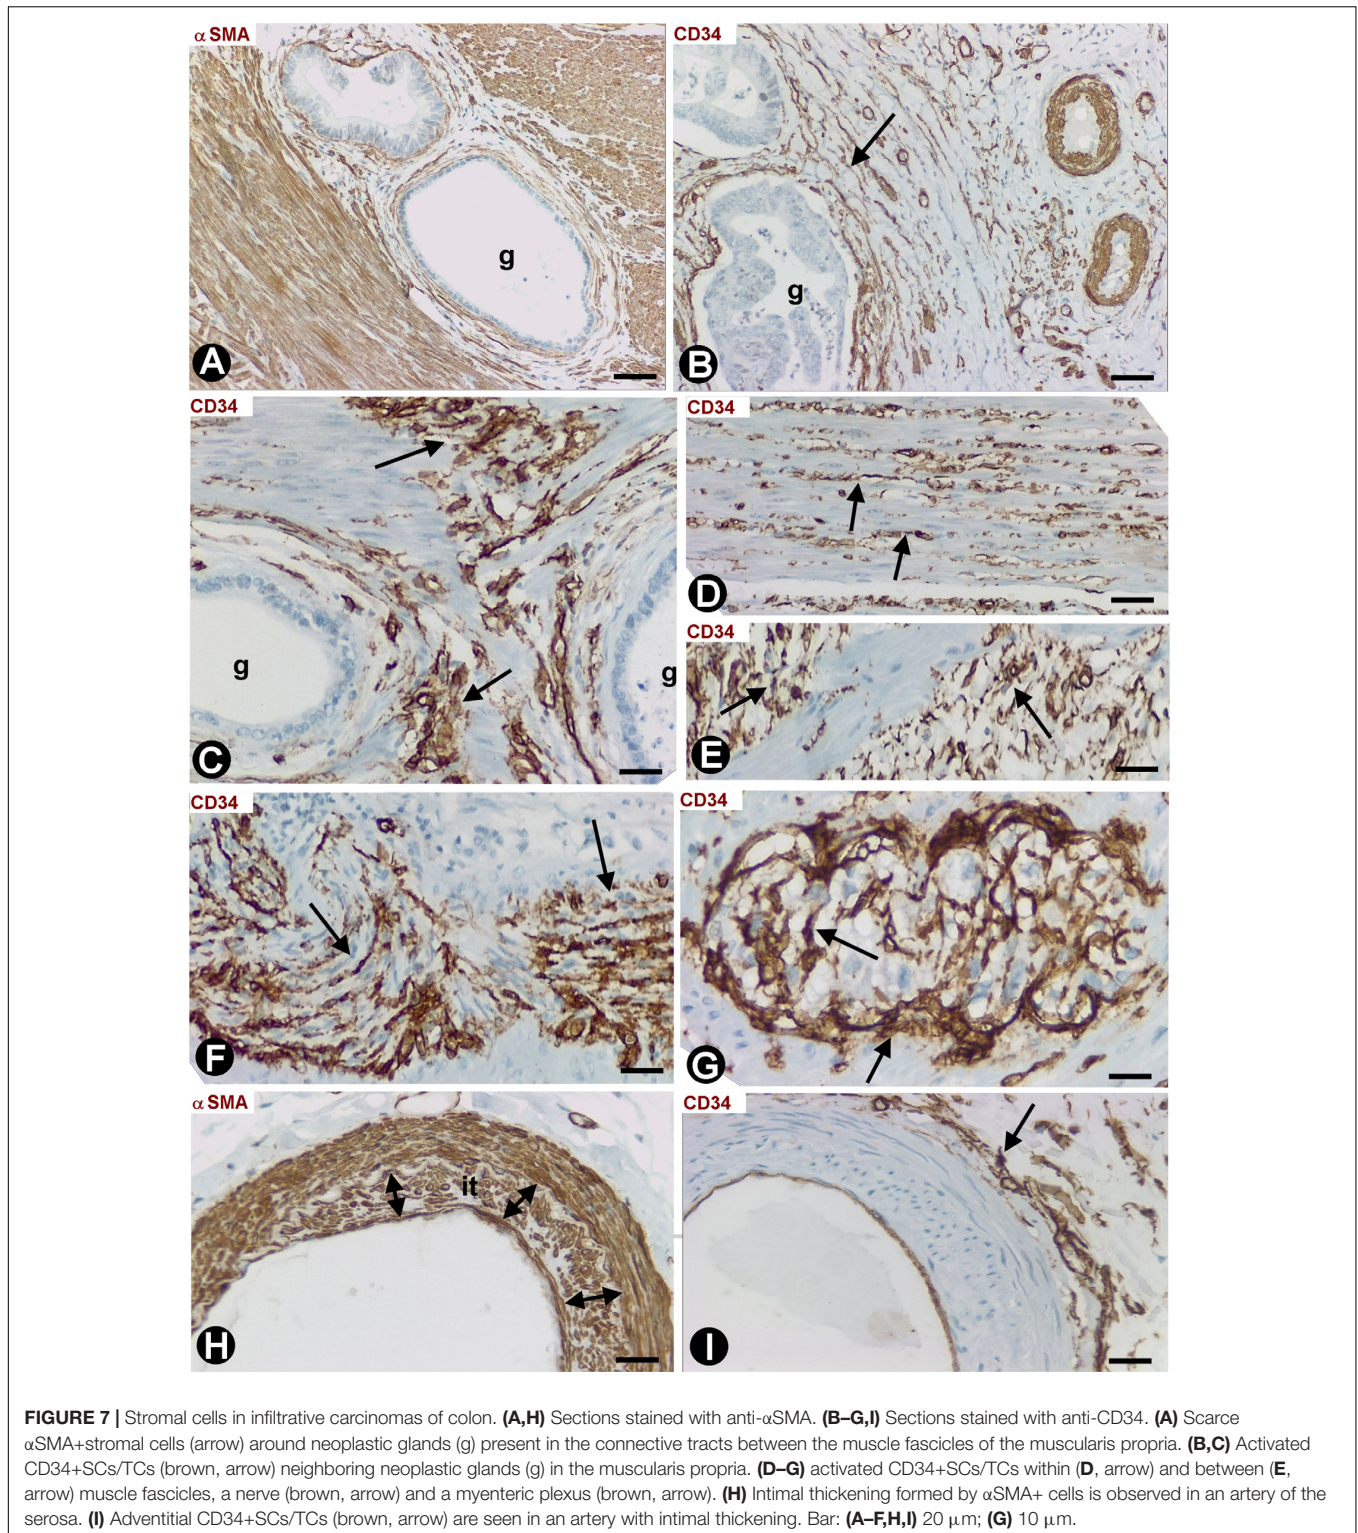 α SMA
CD34
g
g
A
B
CD34
CD34
D
CD34
g
g
E
C
CD34
CD34
F
G
α SMA
CD34
it
H
I
FIGURE 7 | Stromal cells in infiltrative carcinomas of colon. (A,H) Sections stained with anti-αSMA. (B–G,I) Sections stained with anti-CD34. (A) Scarce
αSMA+stromal cells (arrow) around neoplastic glands (g) present in the connective tracts between the muscle fascicles of the muscularis propria. (B,C) Activated
CD34+SCs/TCs (brown, arrow) neighboring neoplastic glands (g) in the muscularis propria. (D–G) activated CD34+SCs/TCs within (D, arrow) and between (E,
arrow) muscle fascicles, a nerve (brown, arrow) and a myenteric plexus (brown, arrow). (H) Intimal thickening formed by αSMA+ cells is observed in an artery of the
serosa. (I) Adventitial CD34+SCs/TCs (brown, arrow) are seen in an artery with intimal thickening. Bar: (A–F,H,I) 20 μm; (G) 10 μm.